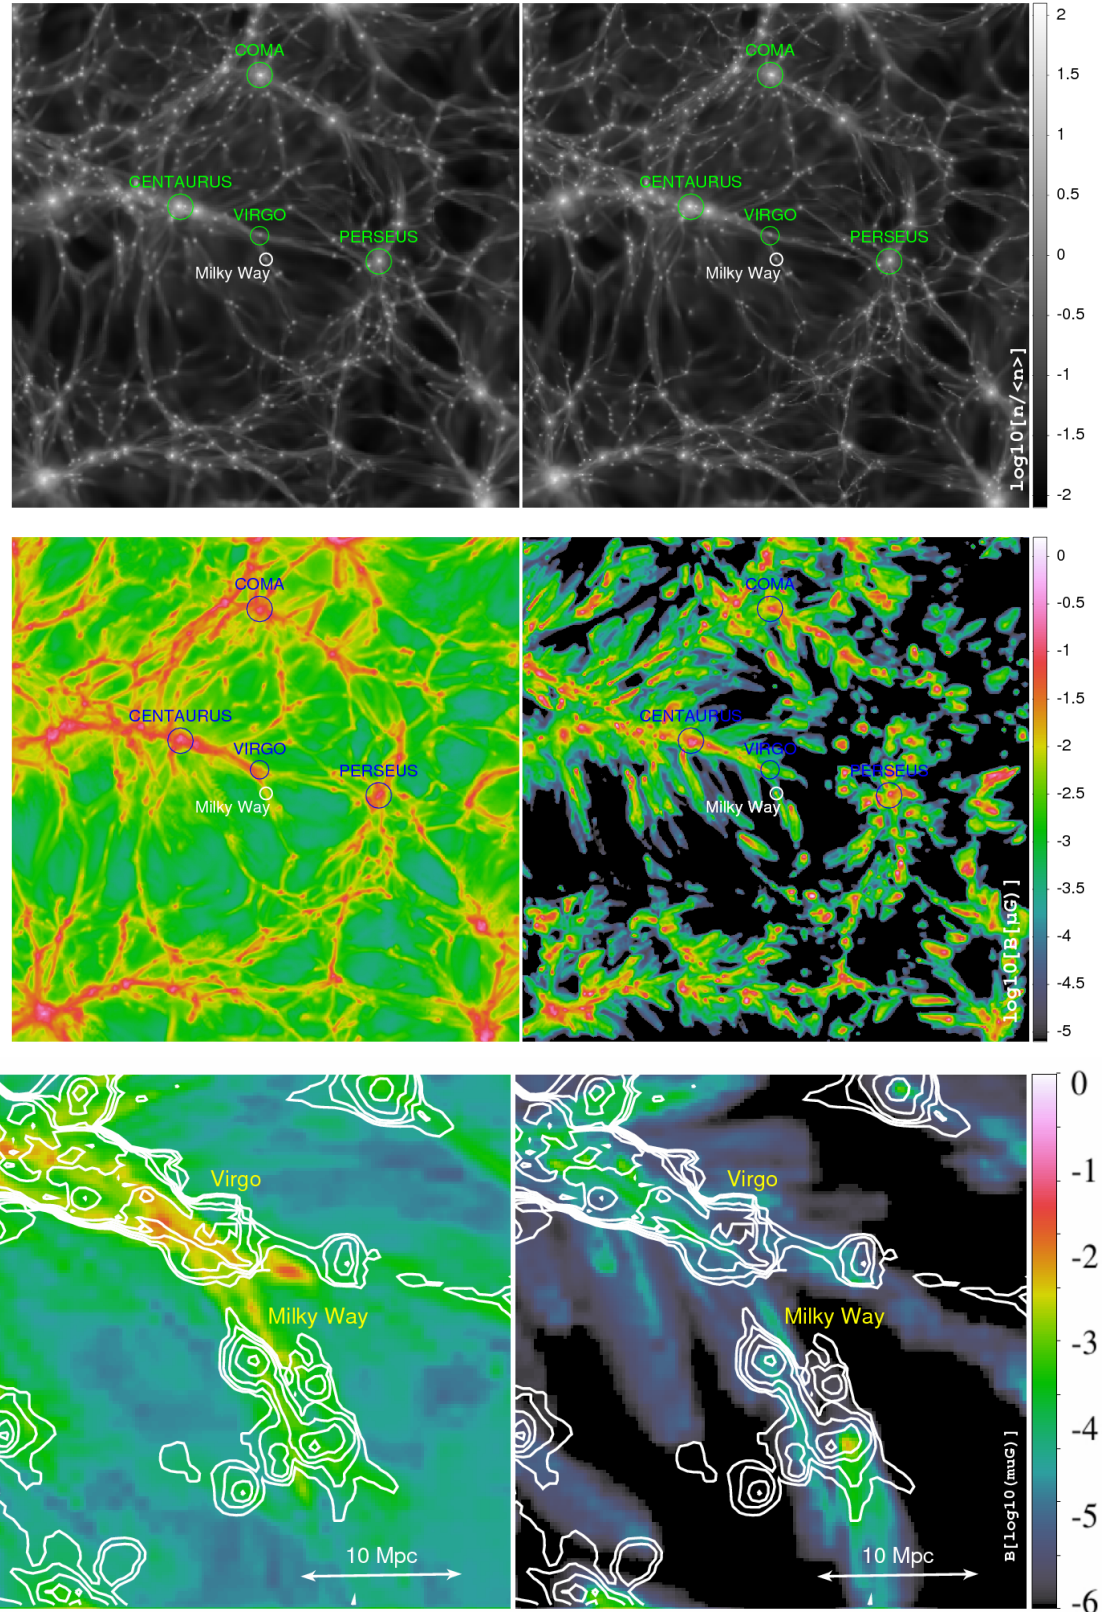 COMA
CENTAURUS
VIRGO
PERSEUS
Milky Way
COMA
CENTAURUS
VIRGO
PERSEUS
Milky Way
2
1.5
1
0.5
0
-0.5
-1
-1.5
-2
log10[n/<n>]
COMA
CENTAURUS
VIRGO
PERSEUS
Milky Way
COMA
CENTAURUS
VIRGO
PERSEUS
Milky Way
0
-0.5
-1
-1.5
-2
-2.5
-3
-3.5
-4
-4.5
-5
log10[B[μG)]
Virgo
Milky Way
10 Mpc
Virgo
Milky Way
10 Mpc
0
-1
-2
-3
-4
-5
-6
B[log10(muG)]